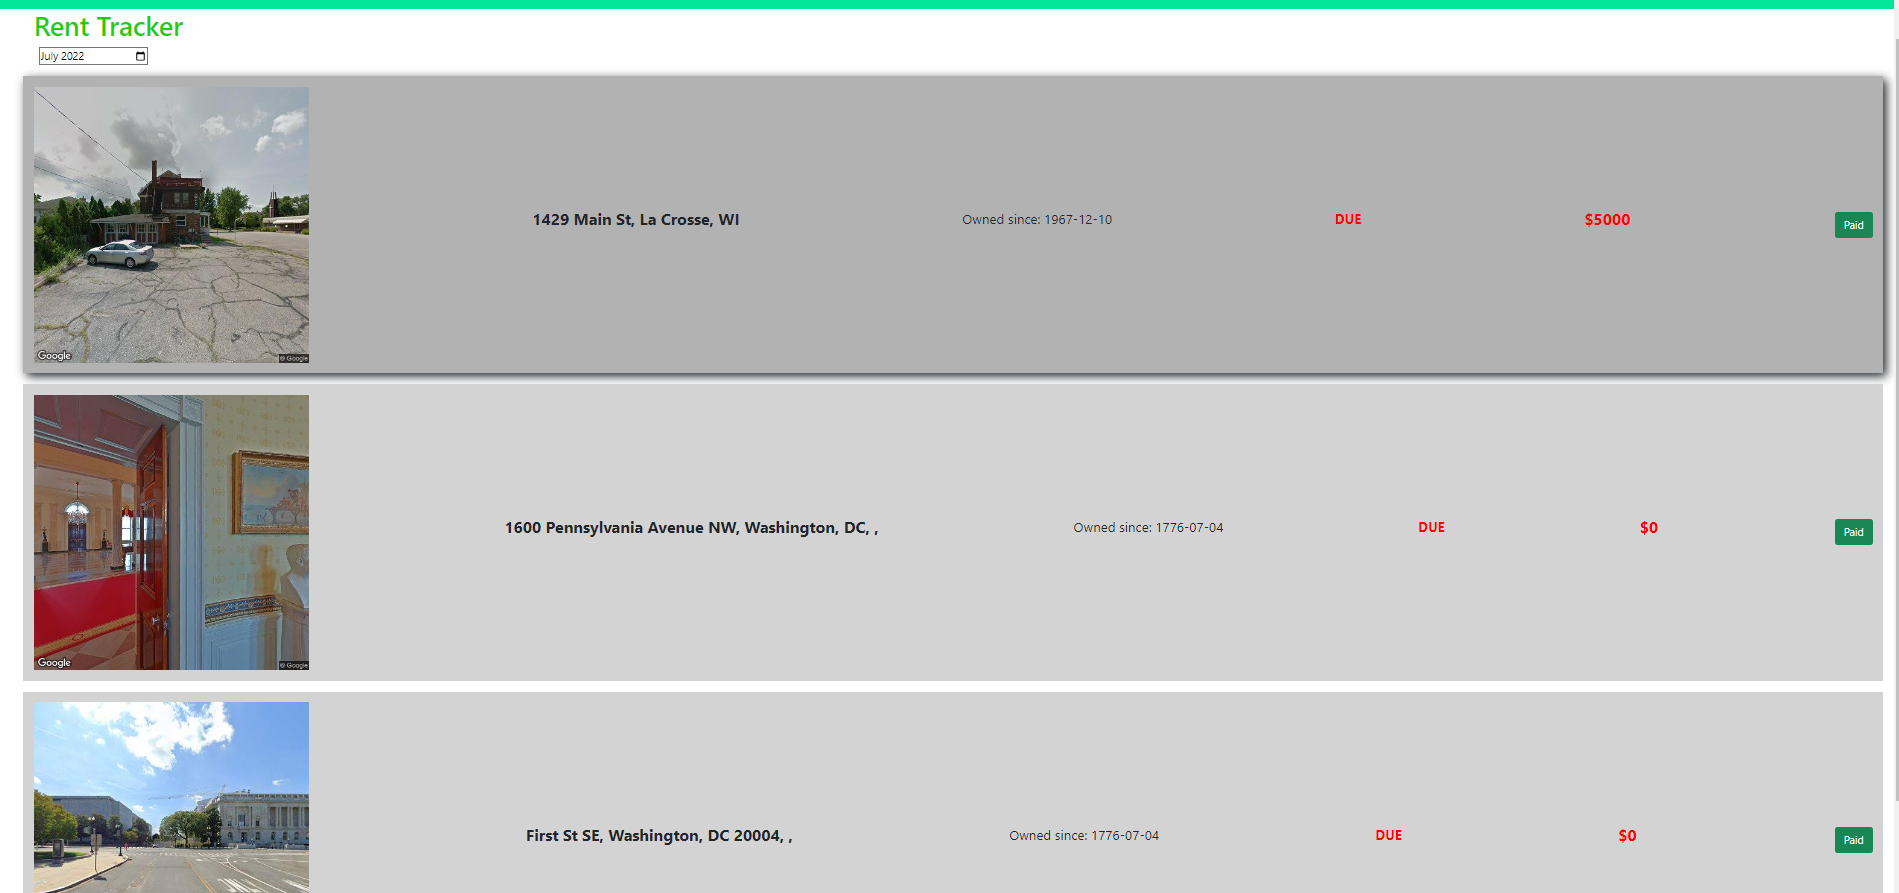 Rent Tracker
July 2022
1429 Main St, La Crosse, WI
Owned since: 1967-12-10
DUE
$5000
Paid
Google
© Google
1600 Pennsylvania Avenue NW, Washington, DC, ,
Owned since: 1776-07-04
DUE
$0
Paid
Google
© Google
First St SE, Washington, DC 20004, ,
Owned since: 1776-07-04
DUE
$0
Paid